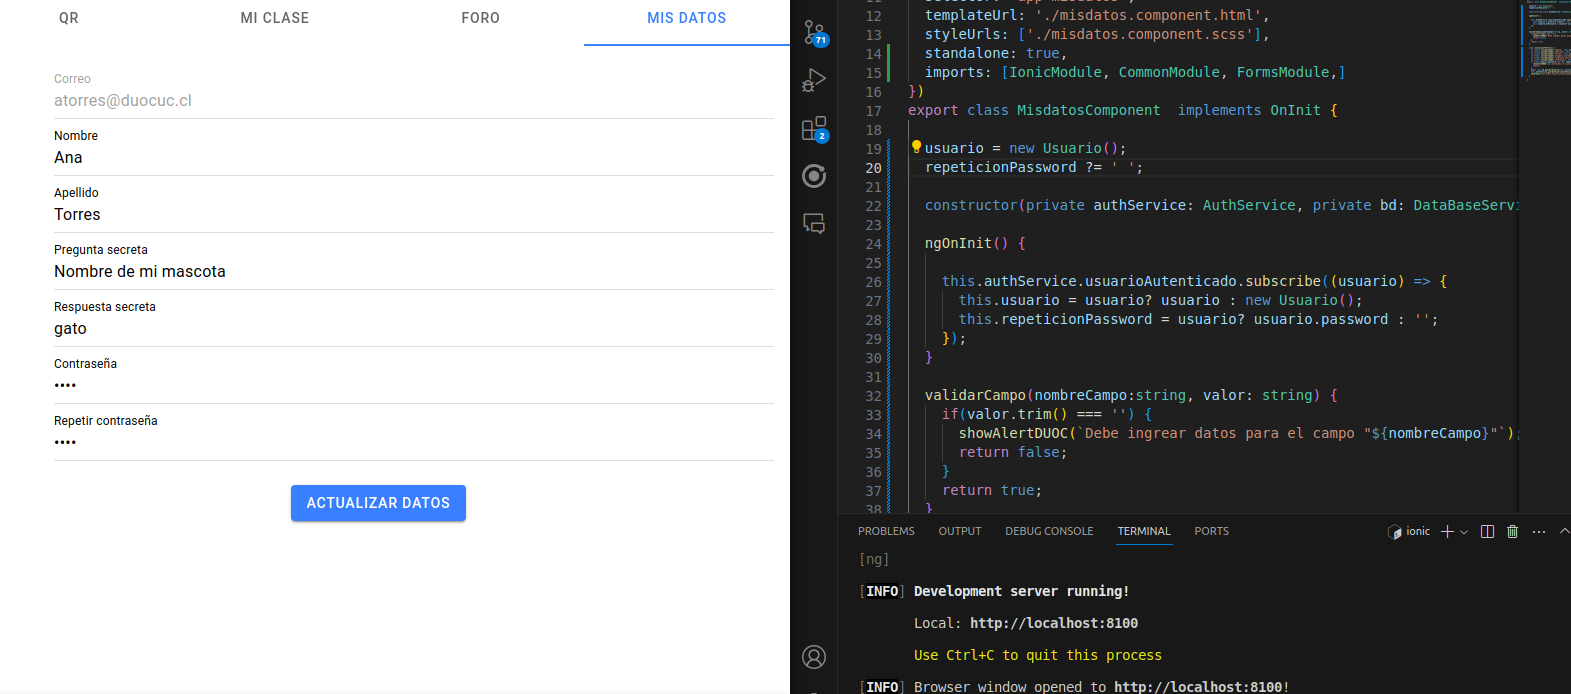 QR MI CLASE FORO MIS DATOS
Correo
atorres@duocuc.cl
Nombre
Ana
Apellido
Torres
Pregunta secreta
Nombre de mi mascota
Respuesta secreta
gato
Contraseña
••••
Repetir contraseña
••••
ACTUALIZAR DATOS
71
2
12 templateUrl: './misdatos.component.html',
13 styleUrls: ['./misdatos.component.scss'],
14 standalone: true,
15 imports: [IonicModule, CommonModule, FormsModule,]
16 })
17 export class MisdatosComponent  implements OnInit {
18
19 usuario = new Usuario();
20 repeticionPassword ?= ' ';
21
22 constructor(private authService: AuthService, private bd: DataBaseServi
23
24 ngOnInit() {
25
26 this.authService.usuarioAutenticado.subscribe((usuario) => {
27 this.usuario = usuario? usuario : new Usuario();
28 this.repeticionPassword = usuario? usuario.password : '';
29 });
30 }
31
32 validarCampo(nombreCampo:string, valor: string) {
33 if(valor.trim() === '') {
34 showAlertDUOC(`Debe ingrear datos para el campo "${nombreCampo}"`);
35 return false;
36 }
37 return true;
38 }
PROBLEMS OUTPUT DEBUG CONSOLE TERMINAL PORTS ionic
[ng]
[INFO] Development server running!
Local: http://localhost:8100
Use Ctrl+C to quit this process
[INFO] Browser window opened to http://localhost:8100!